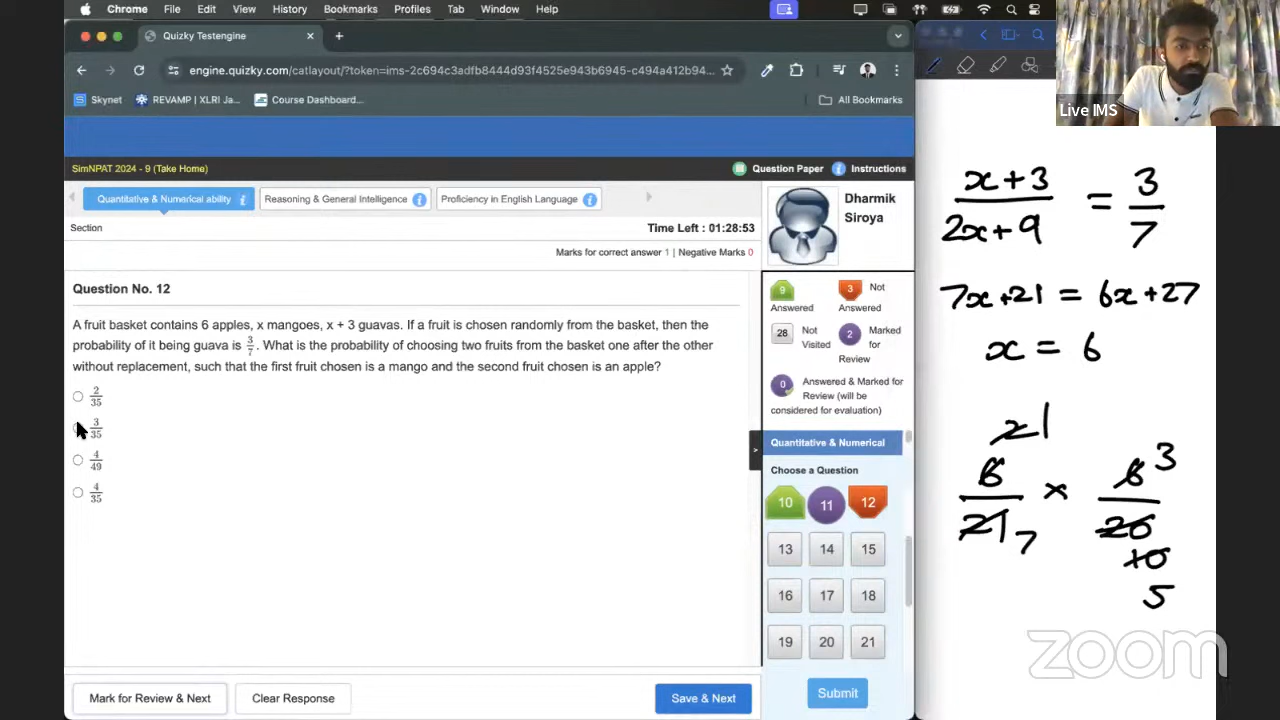 Chrome File Edit View History Bookmarks Profiles Tab Window Help
Quizky Testengine
engine.quizky.com/catlayout/?token=ims-2c694c3adfb8444d93f4525e943b6945-c494a412b94...
Skynet REVAMP | XLRI Ja... Course Dashboard... All Bookmarks
Live IMS
SimNPAT 2024 - 9 (Take Home) Question Paper Instructions
Quantitative & Numerical ability Reasoning & General Intelligence Proficiency in English Language
Section Time Left : 01:28:53
Marks for correct answer 1 | Negative Marks 0
Dharmik
Siroya
Question No. 12
A fruit basket contains 6 apples, x mangoes, x + 3 guavas. If a fruit is chosen randomly from the basket, then the
probability of it being guava is 3/7. What is the probability of choosing two fruits from the basket one after the other
without replacement, such that the first fruit chosen is a mango and the second fruit chosen is an apple?
2/35
3/35
4/49
4/35
Mark for Review & Next Clear Response Save & Next
9 Answered
3 Not Answered
28 Not Visited
2 Marked for Review
0 Answered & Marked for
Review (will be
considered for evaluation)
Quantitative & Numerical
Choose a Question
10 11 12
13 14 15
16 17 18
19 20 21
Submit
x+3/2x+9 = 3/7
7x+21 = 6x+27
x = 6
2 1
6/21 7 × 6 3/20
10
5
zoom